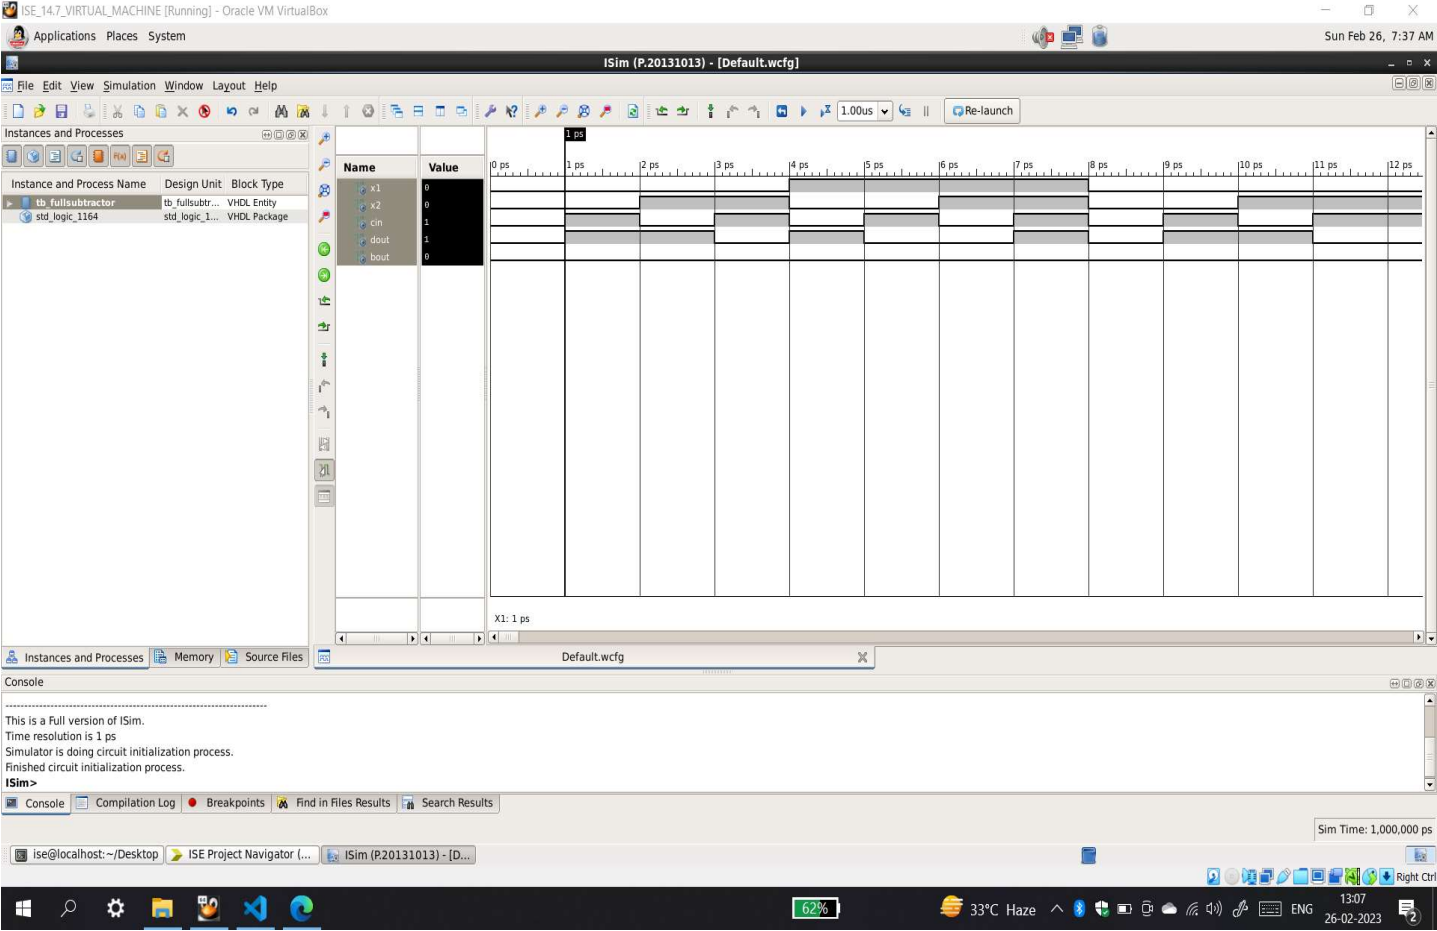 ISE_14.7_VIRTUAL_MACHINE [Running] - Oracle VM VirtualBox
Applications Places System
Sun Feb 26, 7:37 AM
ISim (P.20131013) - [Default.wcfg]
File Edit View Simulation Window Layout Help
1.00us
Re-launch
Instances and Processes
Instance and Process Name Design Unit Block Type
tb_fullsubtractor tb_fullsubtr... VHDL Entity
std_logic_1164 std_logic_1... VHDL Package
Name Value
x1 0
x2 0
cin 1
dout 1
bout 0
1 ps
0 ps 1 ps 2 ps 3 ps 4 ps 5 ps 6 ps 7 ps 8 ps 9 ps 10 ps 11 ps 12 ps
X1: 1 ps
Instances and Processes Memory Source Files
Default.wcfg
Console
This is a Full version of ISim.
Time resolution is 1 ps
Simulator is doing circuit initialization process.
Finished circuit initialization process.
ISim>
Console Compilation Log Breakpoints Find in Files Results Search Results
Sim Time: 1,000,000 ps
ise@localhost:~/Desktop ISE Project Navigator (... ISim (P.20131013) - [D...
Right Ctrl
62% 33°C Haze ENG 13:07
26-02-2023
2